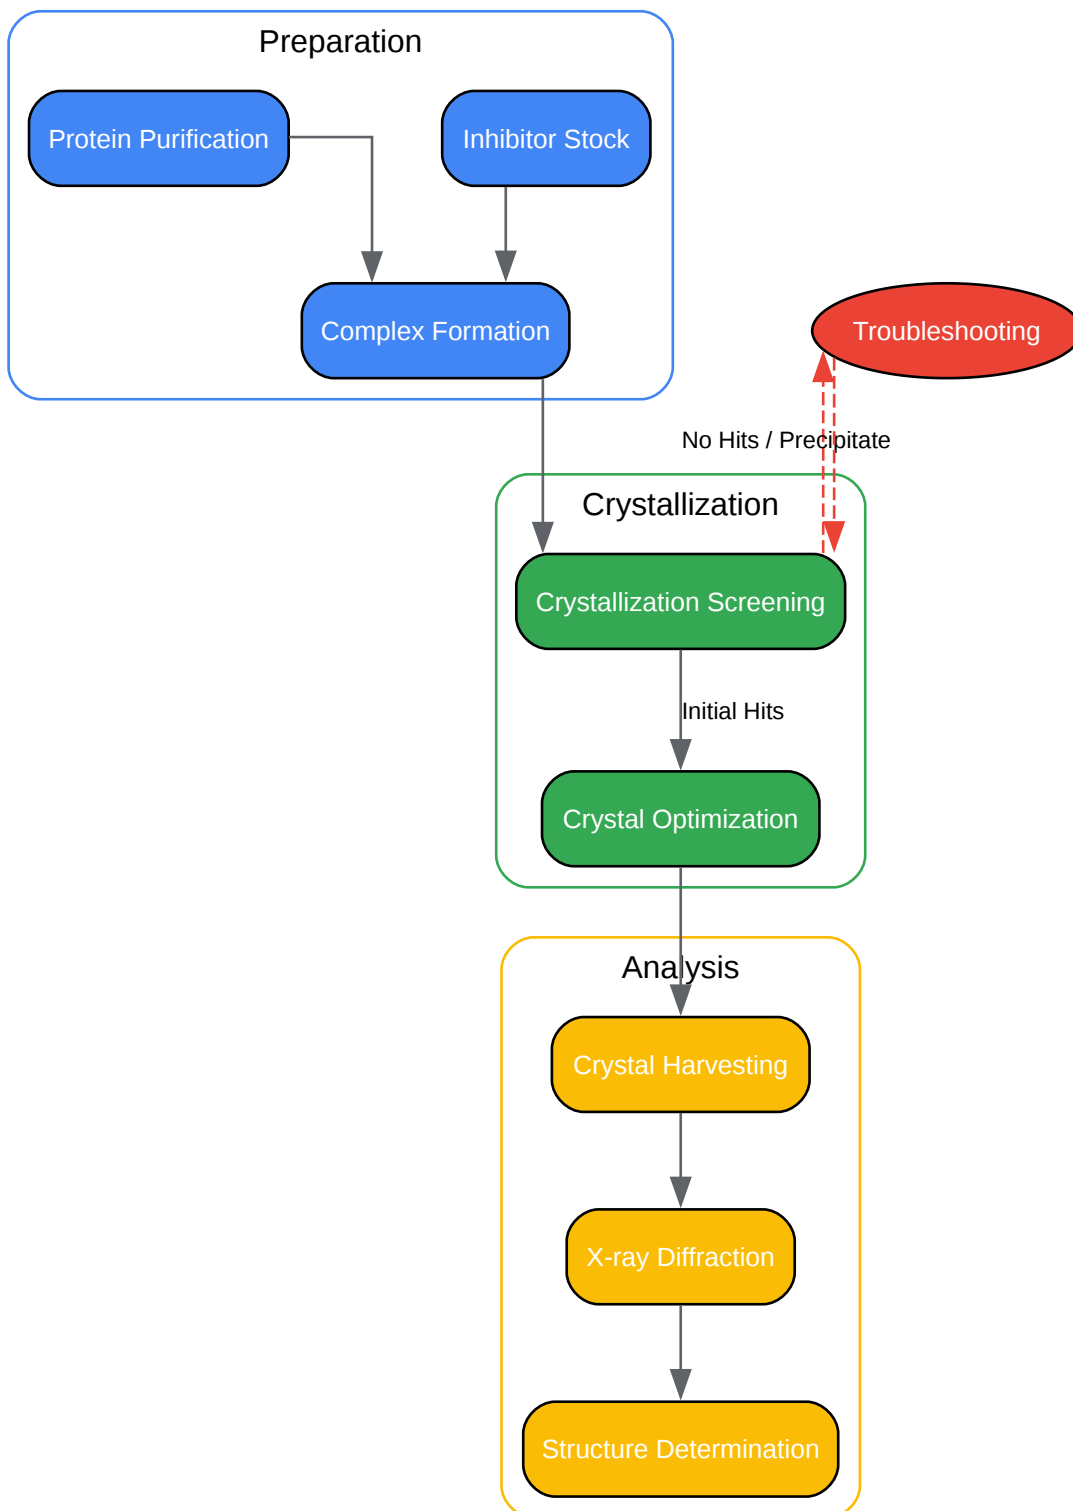 Preparation
Protein Purification
Inhibitor Stock
Complex Formation
Troubleshooting
No Hits / Precipitate
Crystallization
Crystallization Screening
Initial Hits
Crystal Optimization
Analysis
Crystal Harvesting
X-ray Diffraction
Structure Determination